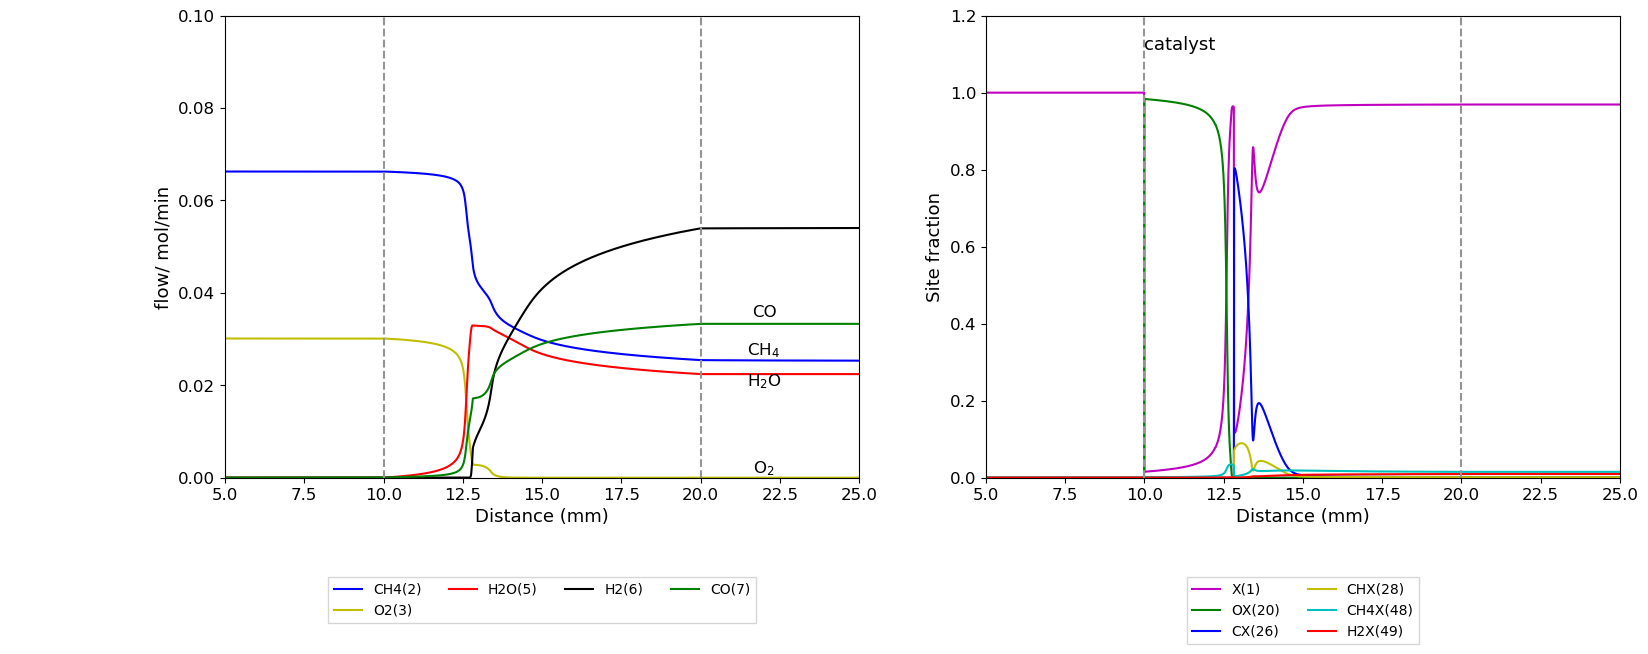 0.10
0.08
0.06
0.04
0.02
0.00
flow/ mol/min
CO
CH₄
H₂O
O₂
5.0 7.5 10.0 12.5 15.0 17.5 20.0 22.5 25.0
Distance (mm)
CH4(2) H2O(5) H2(6) CO(7)
O2(3)
1.2
1.0
0.8
0.6
0.4
0.2
0.0
Site fraction
catalyst
5.0 7.5 10.0 12.5 15.0 17.5 20.0 22.5 25.0
Distance (mm)
X(1) CHX(28)
OX(20) CH4X(48)
CX(26) H2X(49)